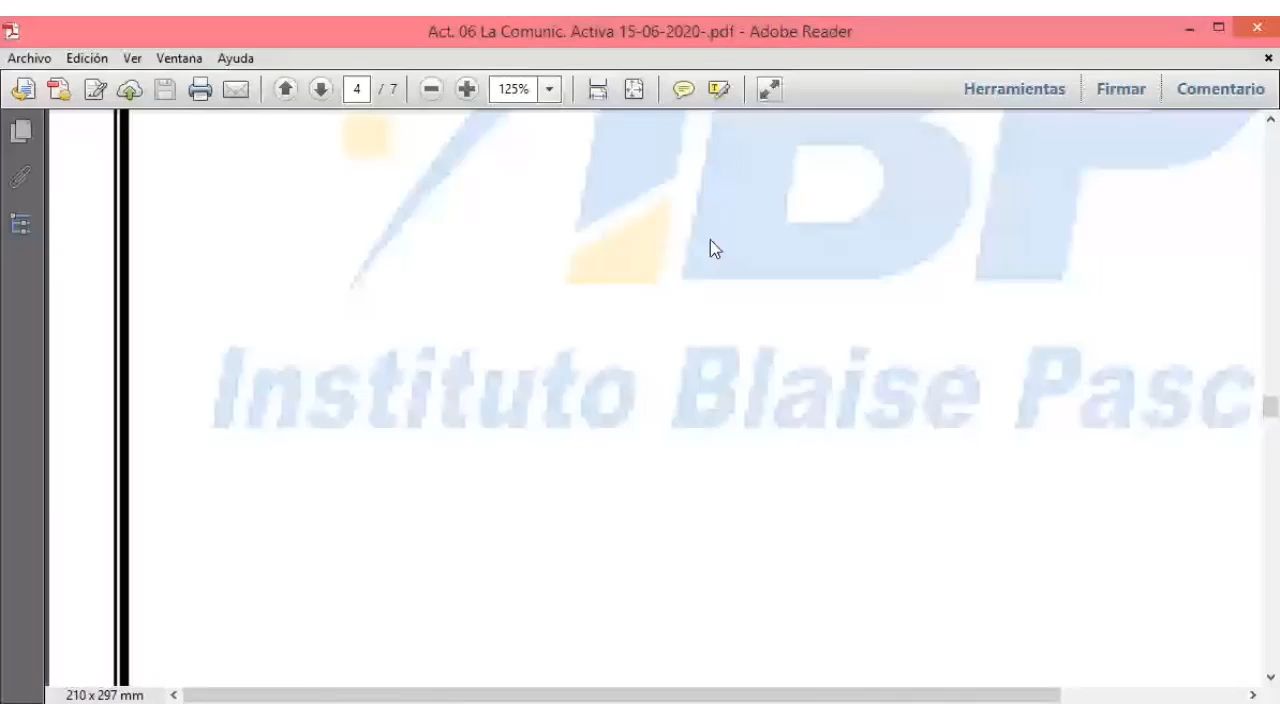 Act. 06 La Comunic. Activa 15-06-2020-.pdf - Adobe Reader
Archivo Edición Ver Ventana Ayuda
4 / 7 125% Herramientas Firmar Comentario
IBP
Instituto Blaise Pasc
210 x 297 mm